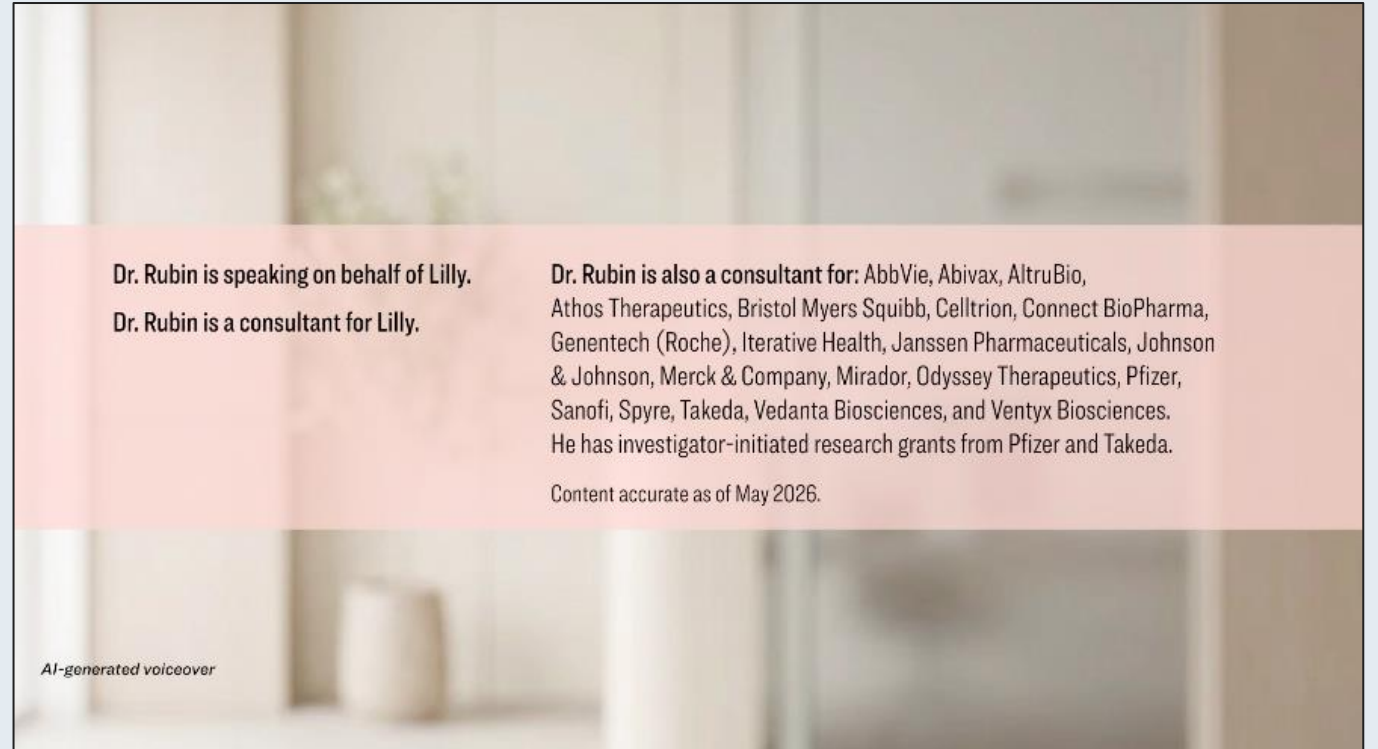 Dr. Rubin is speaking on behalf of Lilly.
Dr. Rubin is a consultant for Lilly.
Dr. Rubin is also a consultant for: AbbVie, Abivax, AltruBio,
Athos Therapeutics, Bristol Myers Squibb, Celltrion, Connect BioPharma,
Genentech (Roche), Iterative Health, Janssen Pharmaceuticals, Johnson
& Johnson, Merck & Company, Mirador, Odyssey Therapeutics, Pfizer,
Sanofi, Spyre, Takeda, Vedanta Biosciences, and Ventyx Biosciences.
He has investigator-initiated research grants from Pfizer and Takeda.
Content accurate as of May 2026.
AI-generated voiceover